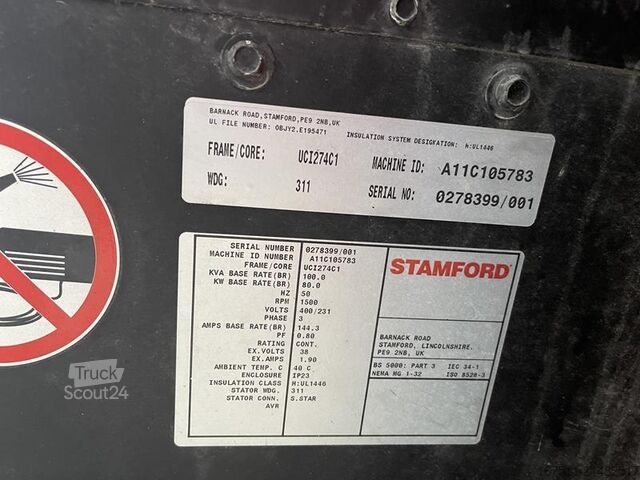 BARNACK ROAD,STAMFORD,PE9 2NB,UK
UL FILE NUMBER: OBJY2.E195471 INSULATION SYSTEM DESIGNATION: H:UL1446
FRAME/CORE: UCI274C1 MACHINE ID: A11C105783
WDG: 311 SERIAL NO: 0278399/001
SERIAL NUMBER 0278399/001
MACHINE ID NUMBER A11C105783
FRAME/CORE UCI274C1
KVA BASE RATE(BR) 100.0
KW BASE RATE(BR) 80.0
HZ 50
RPM 1500
VOLTS 400/231
PHASE 3
AMPS BASE RATE(BR) 144.3
PF 0.80
RATING CONT.
EX.VOLTS 38
EX.AMPS 1.90
AMBIENT TEMP. C 40 C
ENCLOSURE IP23
INSULATION CLASS H:UL1446
STATOR WDG. 311
STATOR CONN. S.STAR
AVR
STAMFORD
BARNACK ROAD
STAMFORD, LINCOLNSHIRE.
PE9 2NB, UK
BS 5000: PART 3 IEC 34-1
NEMA MG 1-32 ISO 8528-3
Truck
Scout24